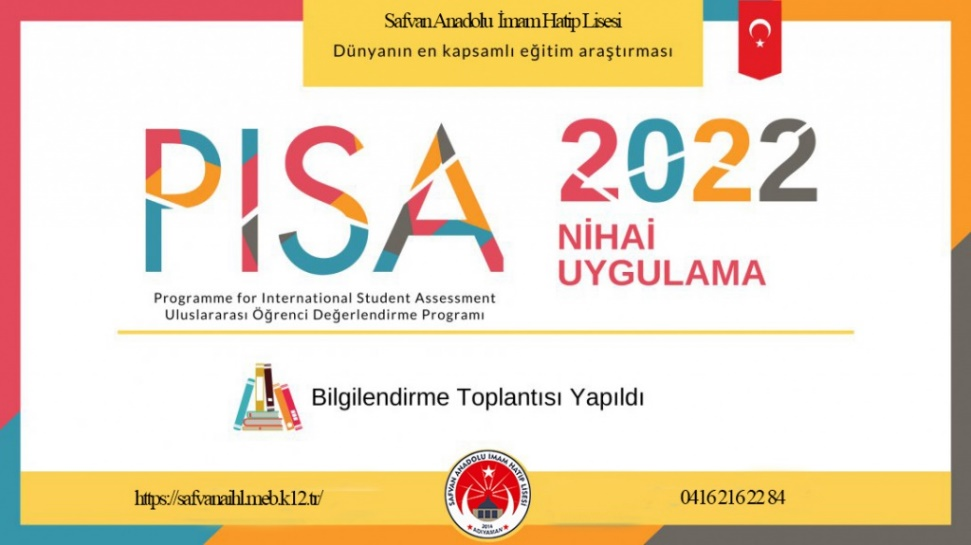 Safvan Anadolu İmam Hatip Lisesi
Dünyanın en kapsamlı eğitim araştırması
PISA
2022
NİHAİ
UYGULAMA
Programme for International Student Assessment
Uluslararası Öğrenci Değerlendirme Programı
Bilgilendirme Toplantısı Yapıldı
https://safvanaihl.meb.k12.tr/
SAFVAN ANADOLU İMAM HATİP LİSESİ
2014
ADIYAMAN
0416 216 22 84